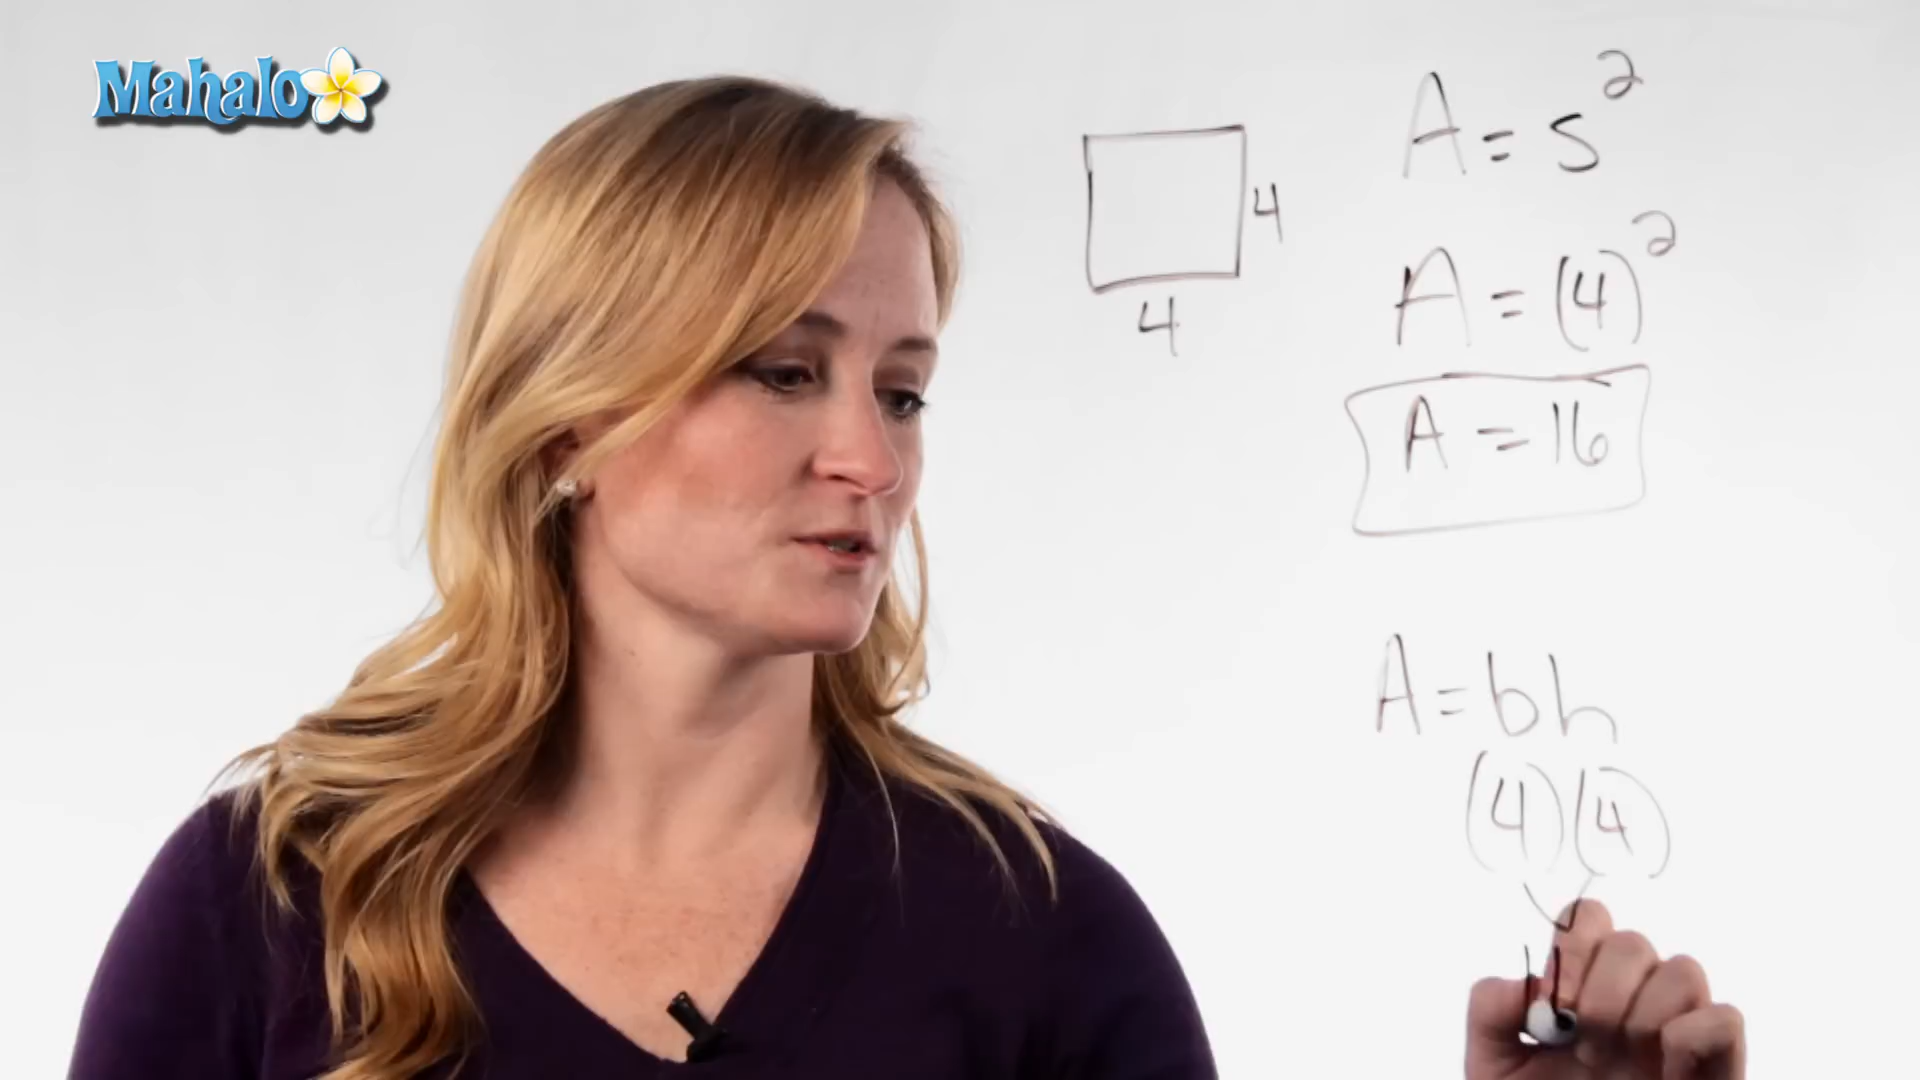 Mahalo
A = s²
4
A = (4)²
4
A = 16
A = bh
(4)(4)